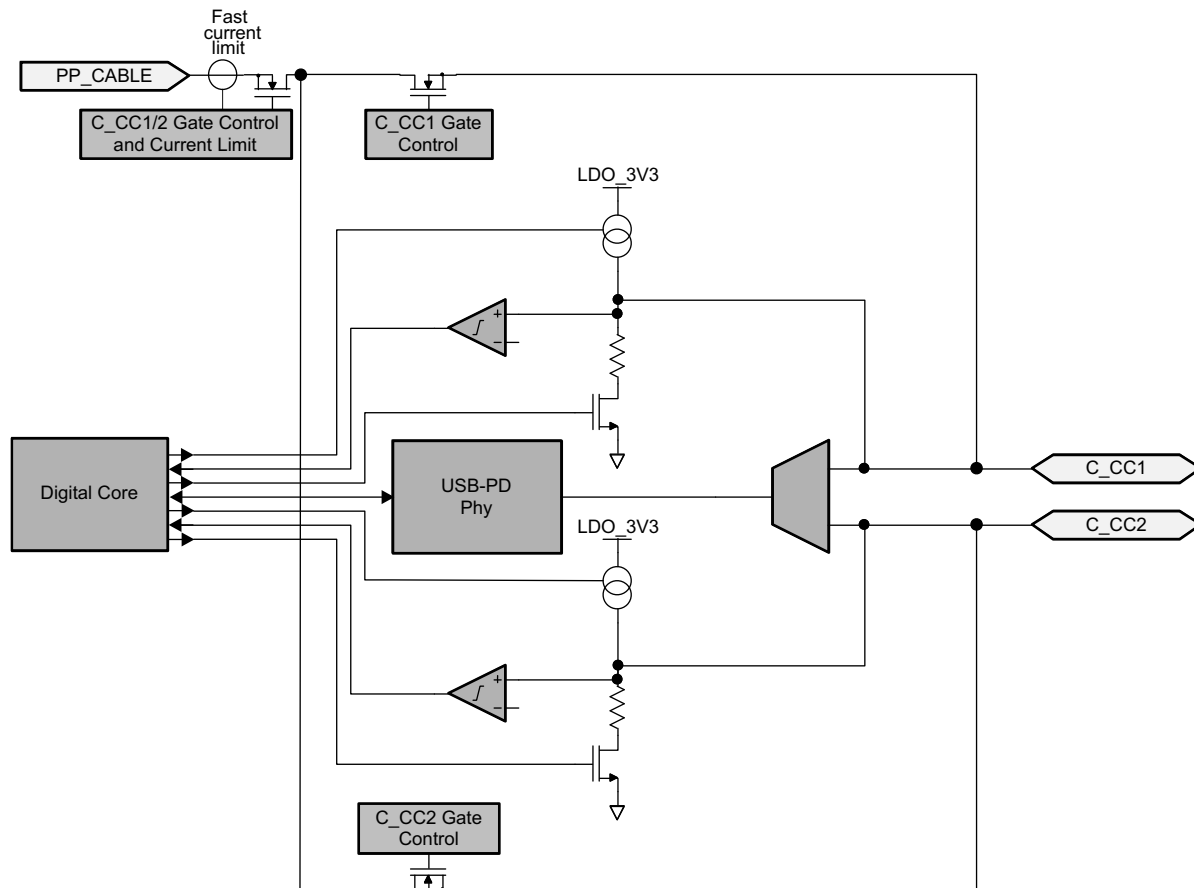 Fast
current
limit
PP_CABLE
C_CC1/2 Gate Control
and Current Limit
C_CC1 Gate
Control
LDO_3V3
+
−
Digital Core
USB-PD
Phy
C_CC1
C_CC2
LDO_3V3
+
−
C_CC2 Gate
Control